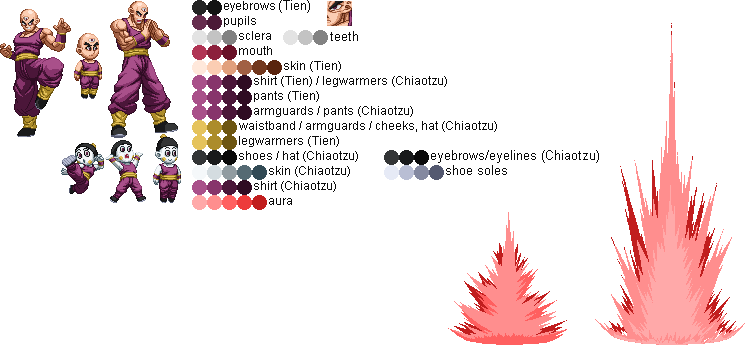 eyebrows (Tien)
pupils
sclera teeth
mouth
skin (Tien)
shirt (Tien) / legwarmers (Chiaotzu)
pants (Tien)
armguards / pants (Chiaotzu)
waistband / armguards / cheeks, hat (Chiaotzu)
legwarmers (Tien)
shoes / hat (Chiaotzu) eyebrows/eyelines (Chiaotzu)
skin (Chiaotzu) shoe soles
shirt (Chiaotzu)
aura